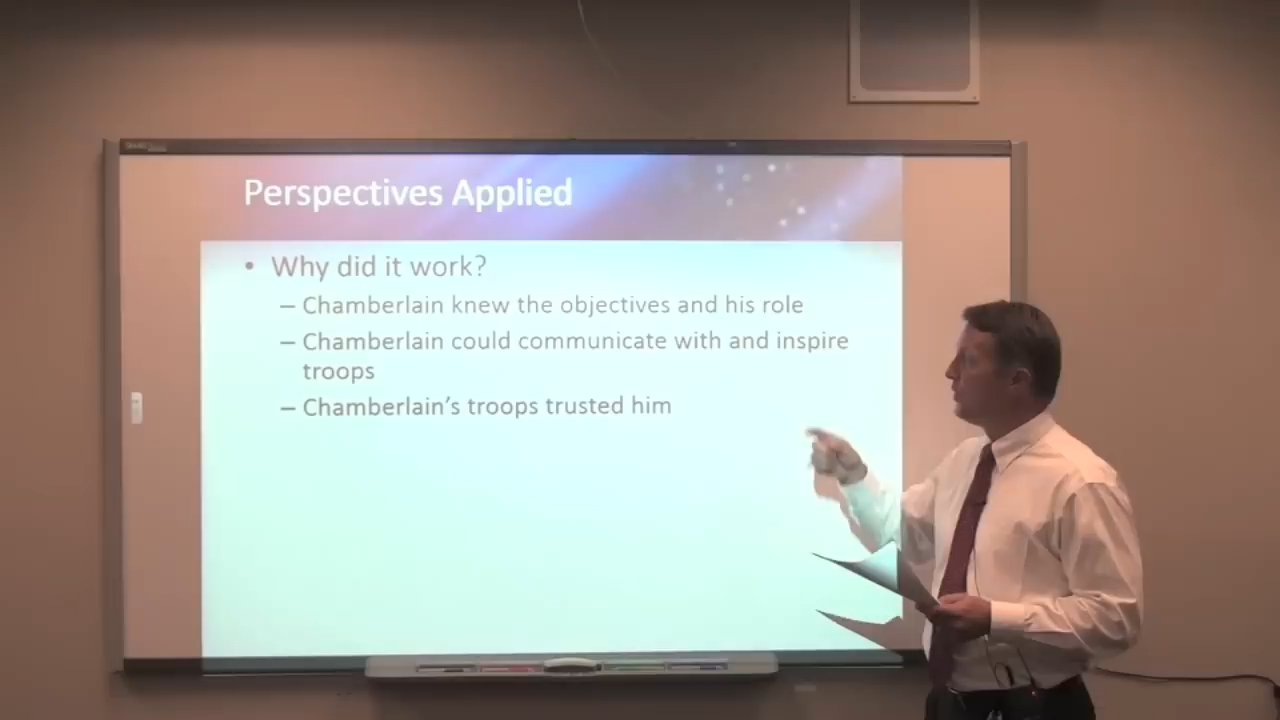 Perspectives Applied
• Why did it work?
– Chamberlain knew the objectives and his role
– Chamberlain could communicate with and inspire
troops
– Chamberlain's troops trusted him